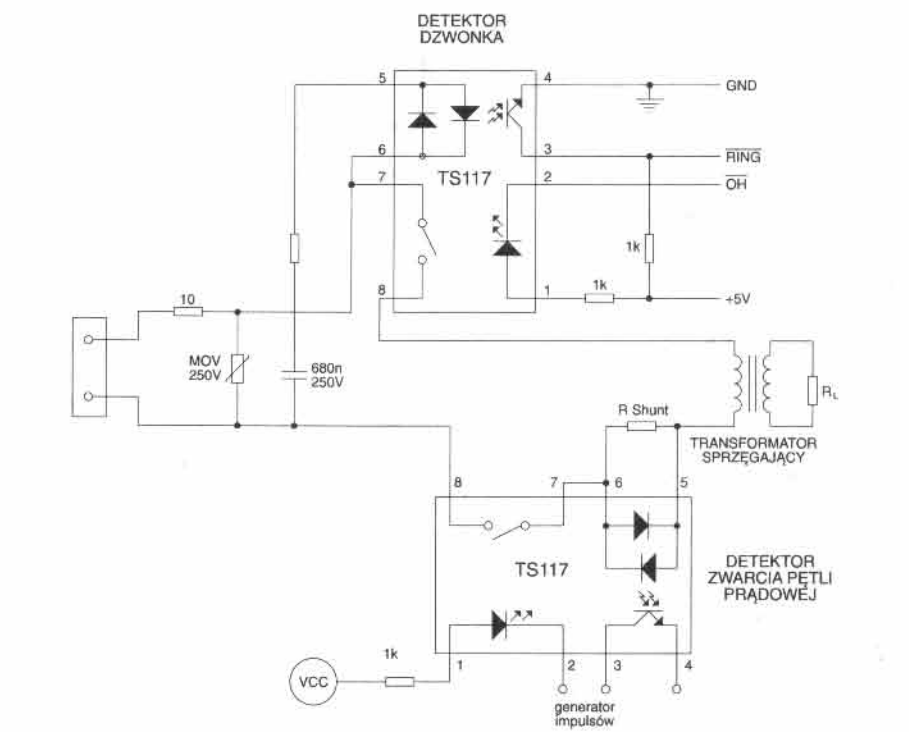 DETEKTOR
DZWONKA
5
4
GND
6
3
RING
7
TS117
2
OH
1k
8
1
1k
+5V
10
MOV
250V
680n
250V
R Shunt
RL
TRANSFORMATOR
SPRZĘGAJĄCY
8
7
6
5
TS117
DETEKTOR
ZWARCIA PĘTLI
PRĄDOWEJ
1k
1
2
3
4
VCC
generator
impulsów